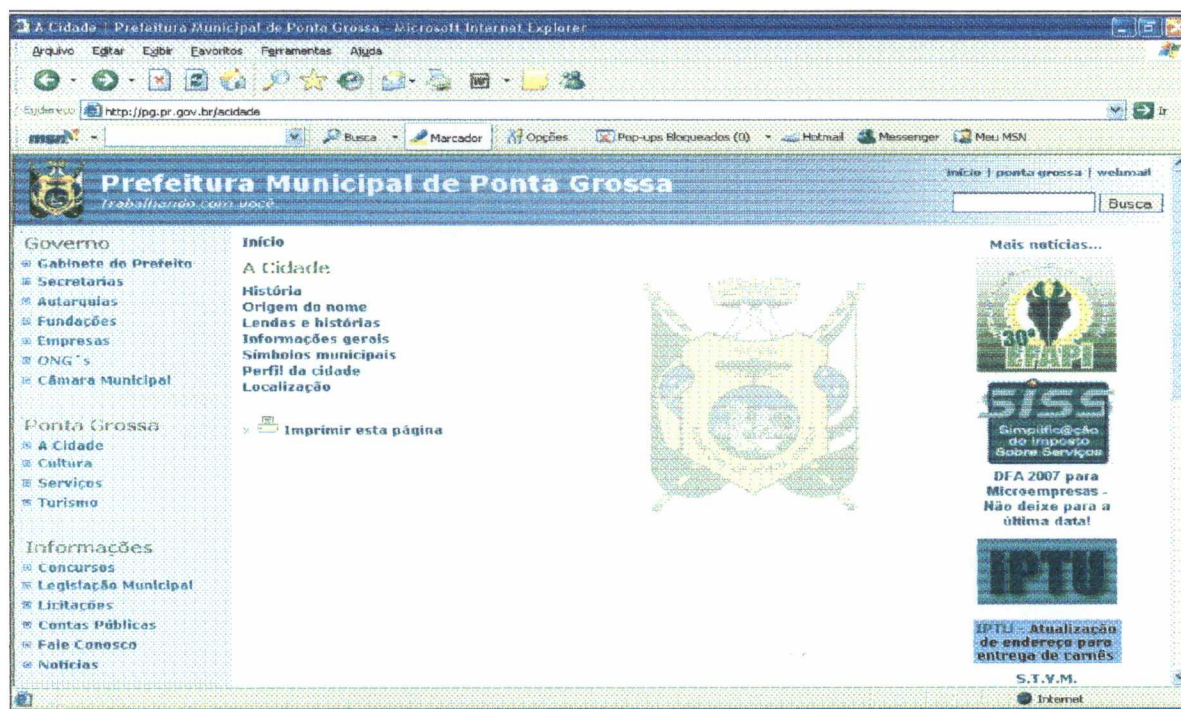 A Cidade | Prefeitura Municipal de Ponta Grossa - Microsoft Internet Explorer
Arquivo Editar Exibir Favoritos Ferramentas Ajuda
Endereço http://pg.pr.gov.br/acidade Ir
msn Busca Marcador Opções Pop-ups Bloqueados (0) Hotmail Messenger Meu MSN
Prefeitura Municipal de Ponta Grossa
Trabalhando com você
início | ponta grossa | webmail
Busca
Governo
Gabinete do Prefeito
Secretarias
Autarquias
Fundações
Empresas
ONG´s
Câmara Municipal
Ponta Grossa
A Cidade
Cultura
Serviços
Turismo
Informações
Concursos
Legislação Municipal
Licitações
Contas Públicas
Fale Conosco
Notícias
Início
A Cidade
História
Origem do nome
Lendas e histórias
Informações gerais
Símbolos municipais
Perfil da cidade
Localização
» Imprimir esta página
Mais notícias...
30ª
EFAPI
SISS
Simplific@ção
do Imposto
Sobre Serviços
DFA 2007 para
Microempresas -
Não deixe para a
última data!
IPTU
IPTU - Atualização
de endereço para
entrega de carnês
S.T.V.M.
Internet